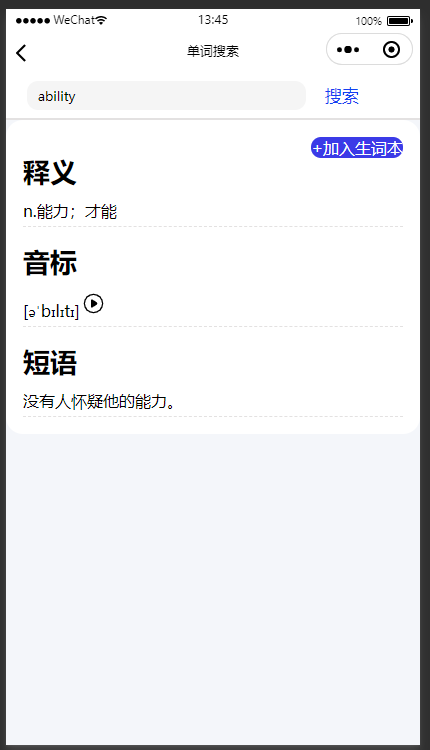 WeChat 13:45 100%
单词搜索
ability 搜索
+加入生词本
释义
n.能力；才能
音标
[əˈbɪlɪtɪ]
短语
没有人怀疑他的能力。